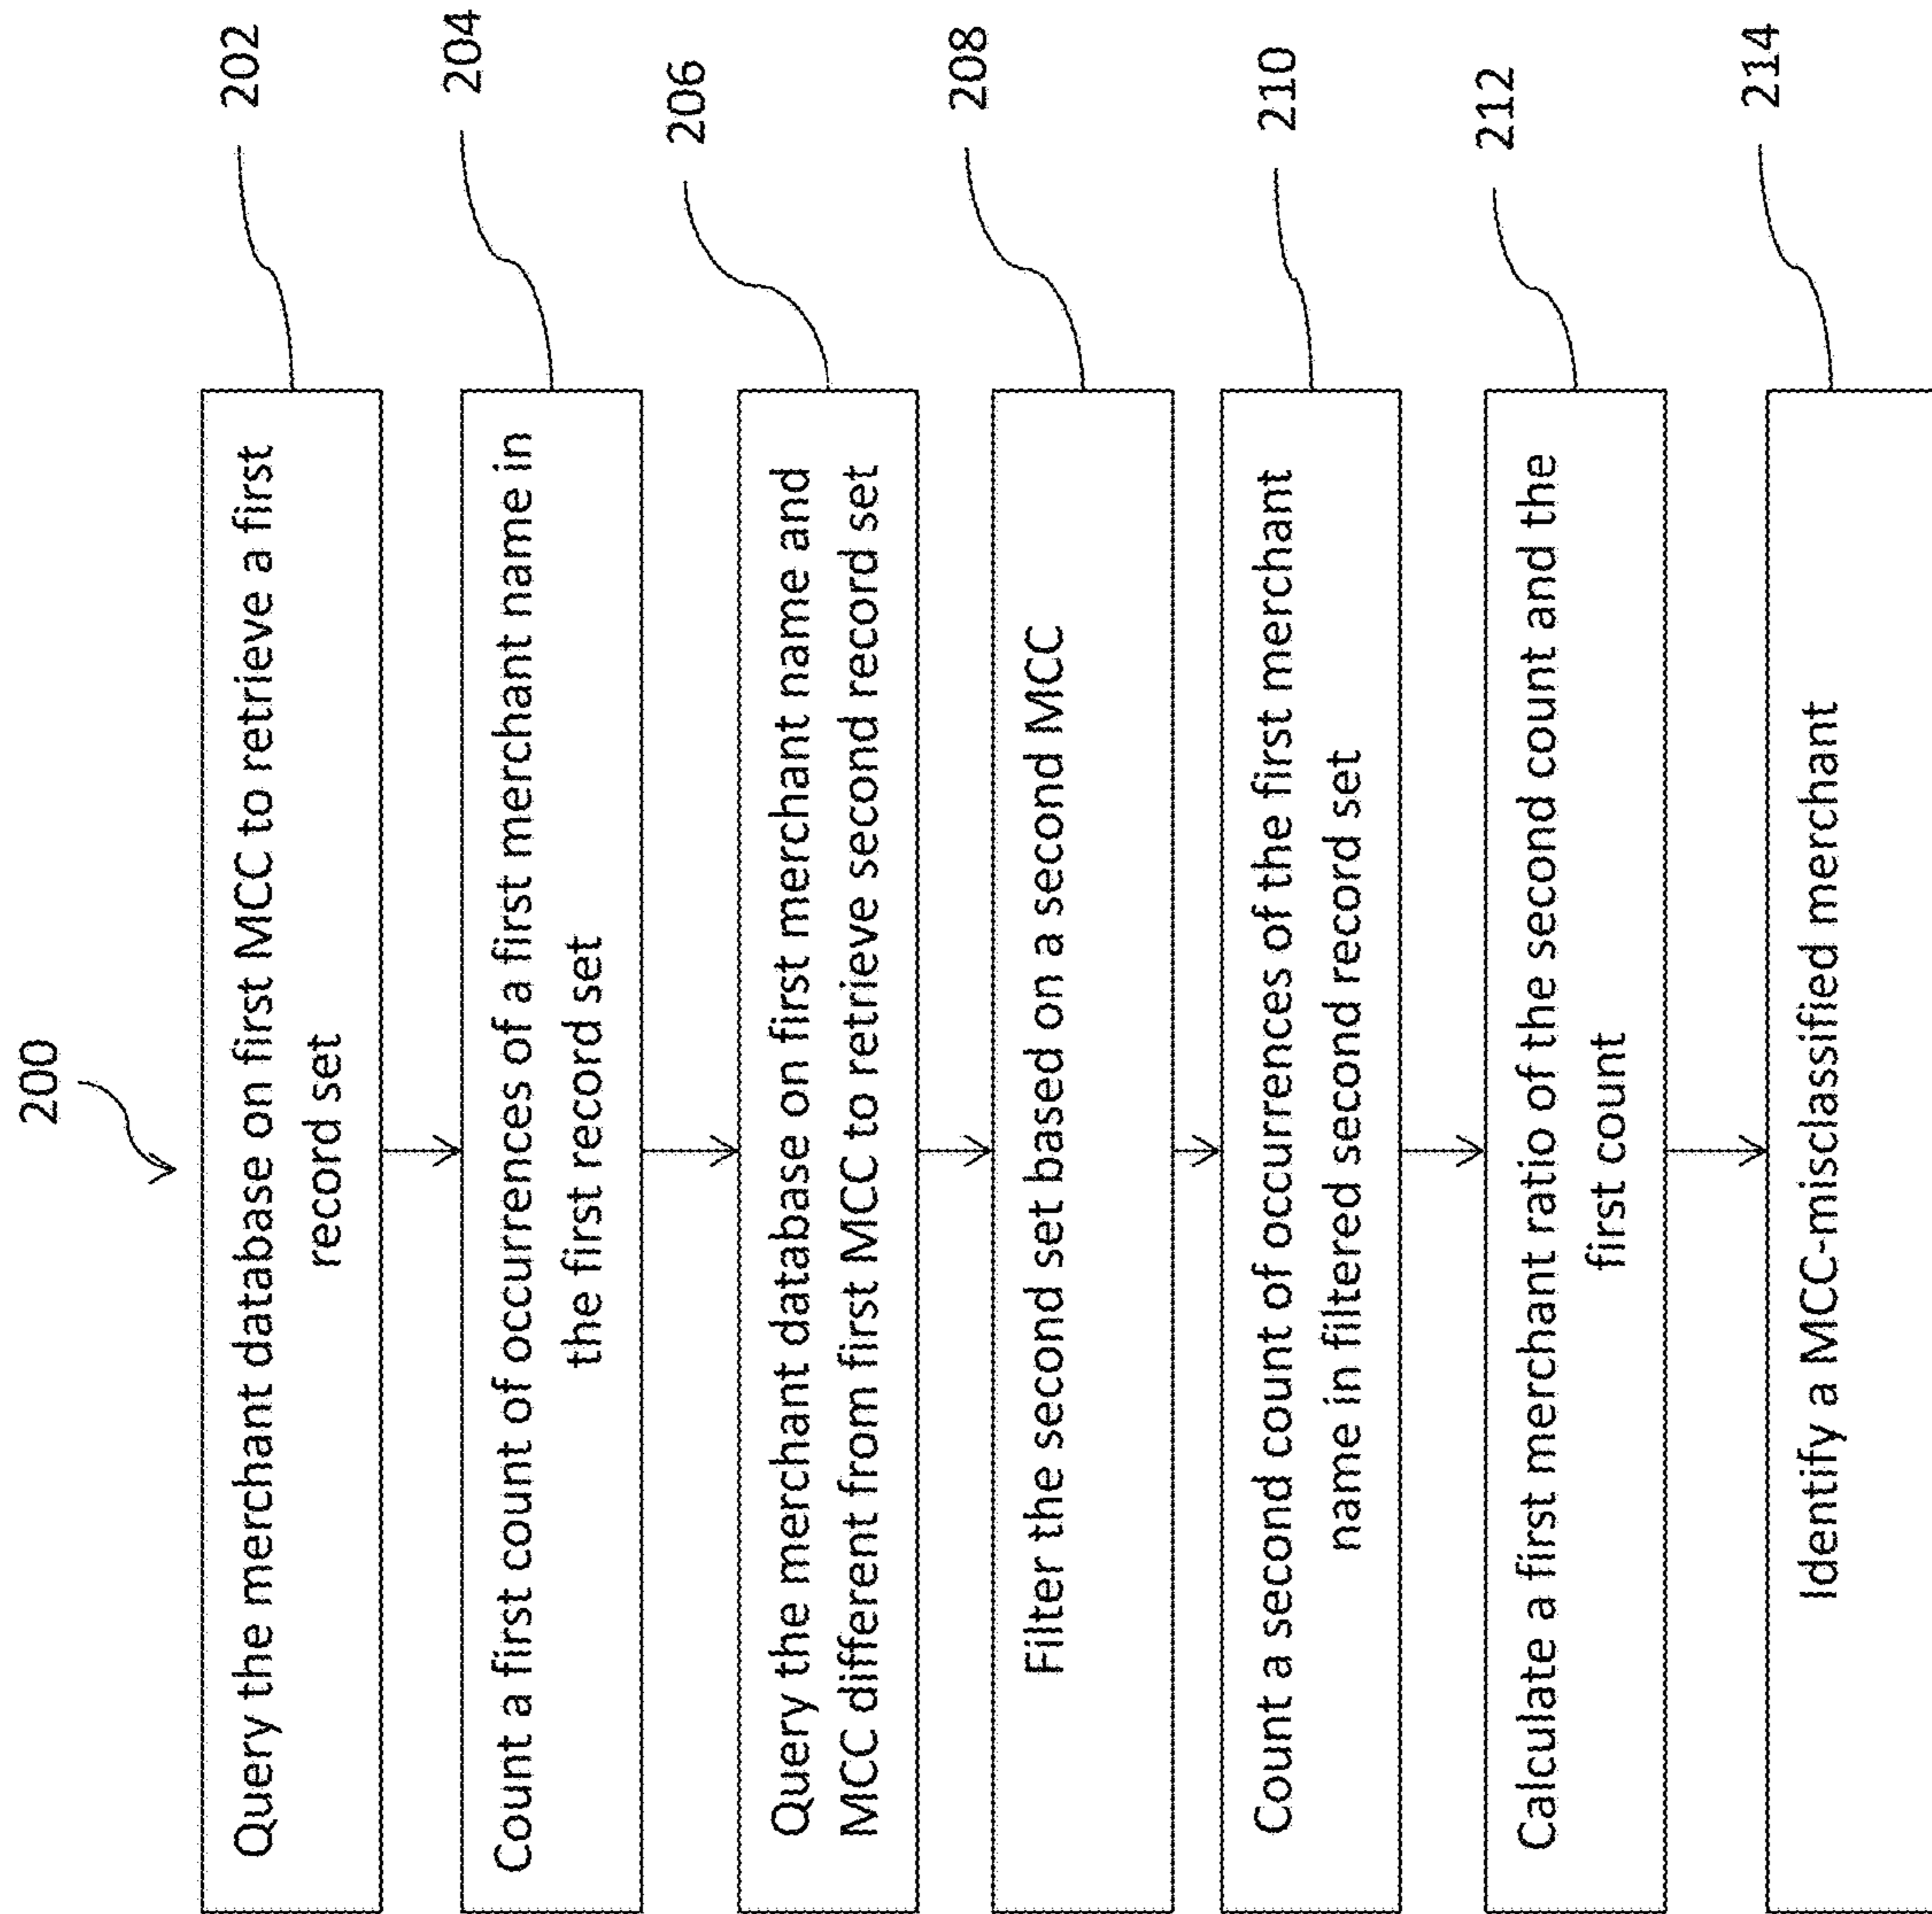 200
Query the merchant database on first MCC to retrieve a first
record set
202
Count a first count of occurrences of a first merchant name in
the first record set
204
Query the merchant database on first merchant name and
MCC different from first MCC to retrieve second record set
206
Filter the second set based on a second MCC
208
Count a second count of occurrences of the first merchant
name in filtered second record set
210
Calculate a first merchant ratio of the second count and the
first count
212
Identify a MCC-misclassified merchant
214